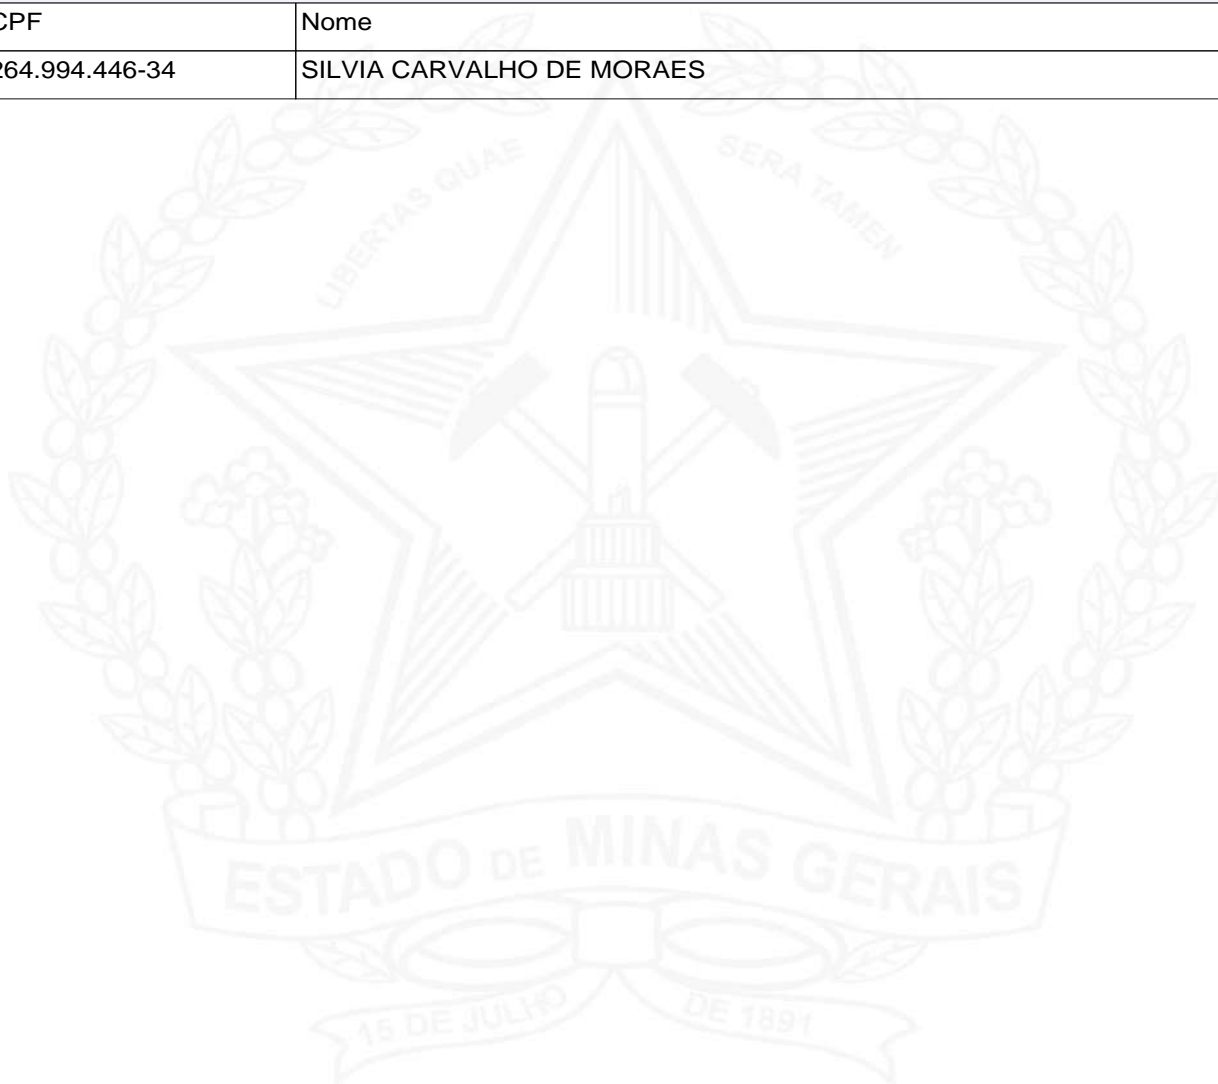 CPF Nome
264.994.446-34 SILVIA CARVALHO DE MORAES
LIBERTAS QUAE SERA TAMEN
ESTADO DE MINAS GERAIS
15 DE JULHO DE 1891